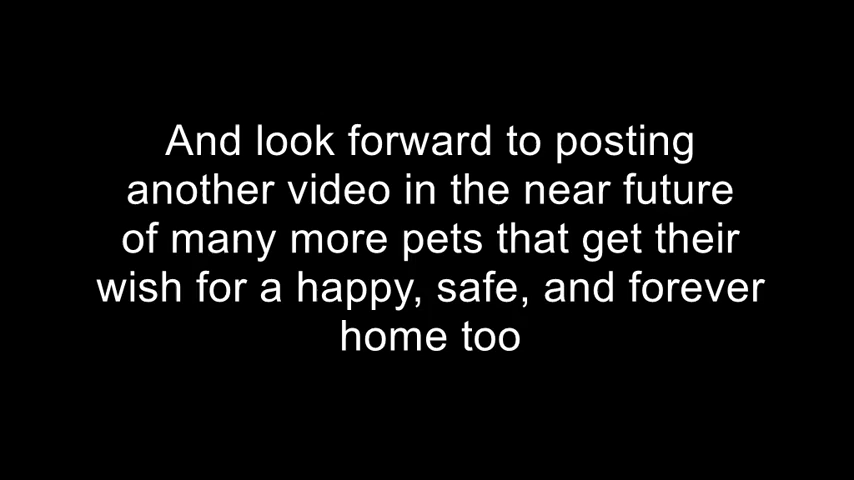 And look forward to posting
another video in the near future
of many more pets that get their
wish for a happy, safe, and forever
home too